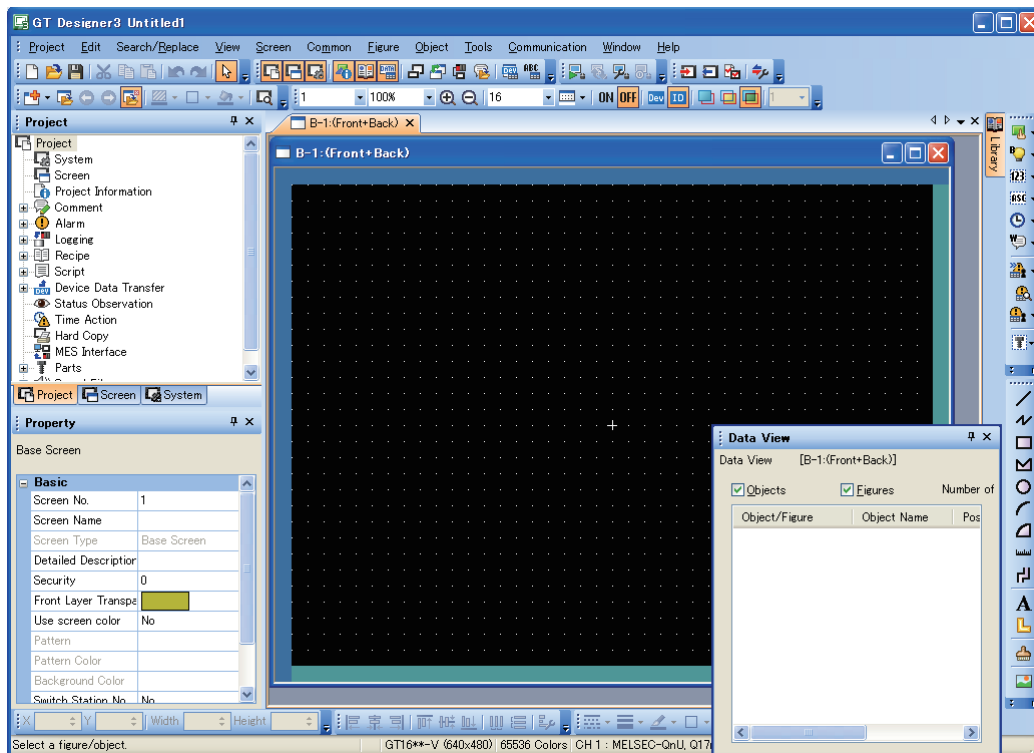 GT Designer3 Untitled1
Project Edit Search/Replace View Screen Common Figure Object Tools Communication Window Help
1 100% 16 ON OFF Dev ID 1
Project
B-1:(Front+Back)
Library
Project
System
Screen
Project Information
Comment
Alarm
Logging
Recipe
Script
Device Data Transfer
Status Observation
Time Action
Hard Copy
MES Interface
Parts
Project Screen System
B-1:(Front+Back)
Property
Base Screen
Basic
Screen No. 1
Screen Name
Screen Type Base Screen
Detailed Description
Security 0
Front Layer Transpa
Use screen color No
Pattern
Pattern Color
Background Color
Switch Station No No
Data View
Data View [B-1:(Front+Back)]
Objects Figures Number of
Object/Figure Object Name Pos
X Y Width Height
Select a figure/object. GT16**-V (640x480) 65536 Colors CH 1 : MELSEC-QnU, Q17